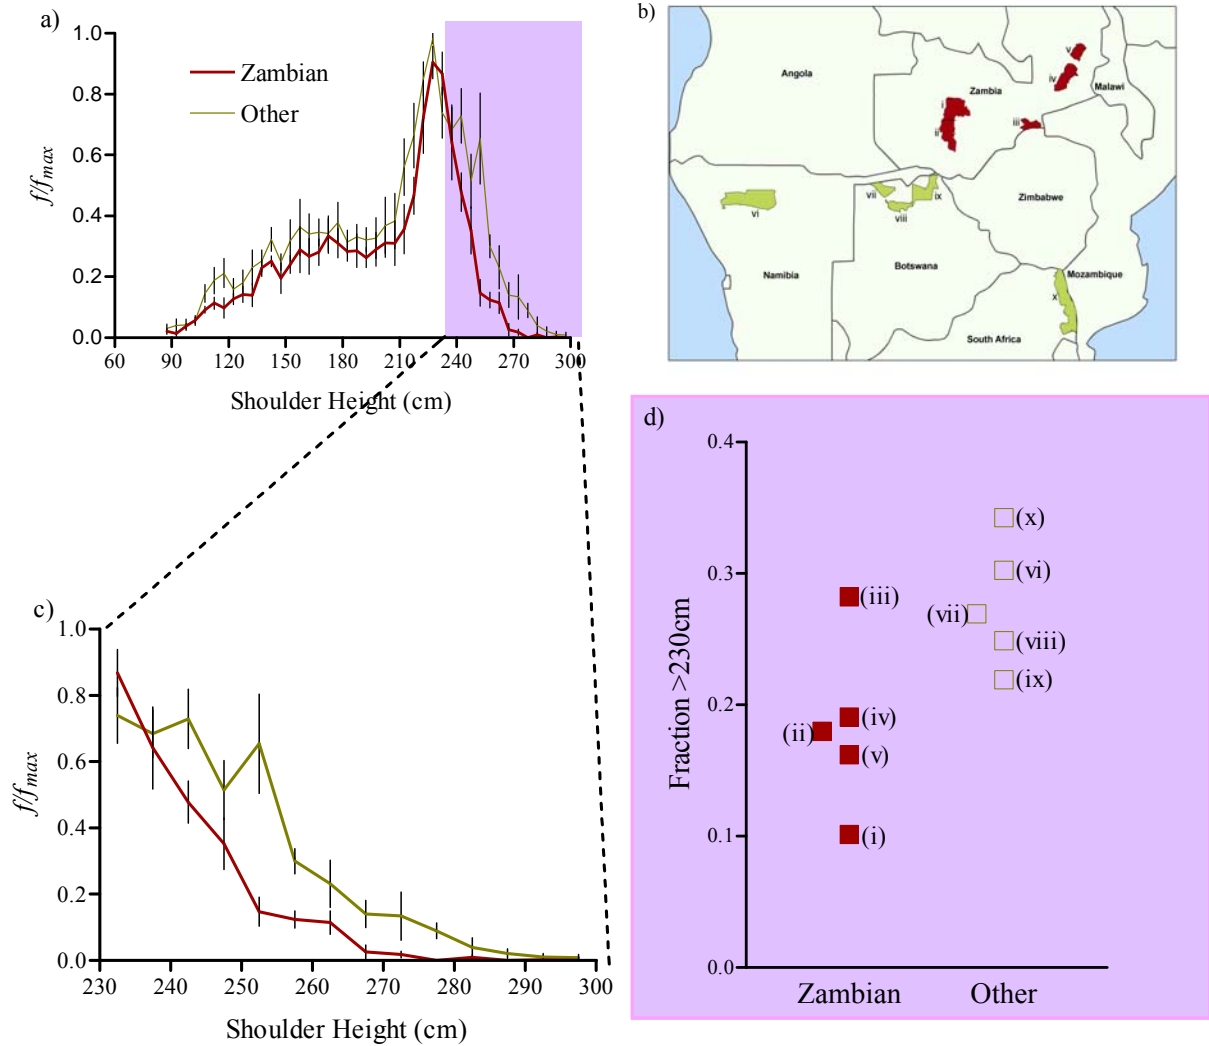 a)
1.0
0.8
0.6
0.4
0.2
0.0
f/fmax
Zambian
Other
60 90 120 150 180 210 240 270 300
Shoulder Height (cm)
b)
Angola
Zambia
Malawi
Zimbabwe
Namibia
Botswana
Mozambique
South Africa
i
ii
iii
iv
v
vi
vii
viii
ix
x
c)
1.0
0.8
0.6
0.4
0.2
0.0
f/fmax
230 240 250 260 270 280 290 300
Shoulder Height (cm)
d)
0.4
0.3
0.2
0.1
0.0
Fraction >230cm
(x)
(vi)
(iii)
(vii)
(viii)
(ix)
(iv)
(ii)
(v)
(i)
Zambian Other